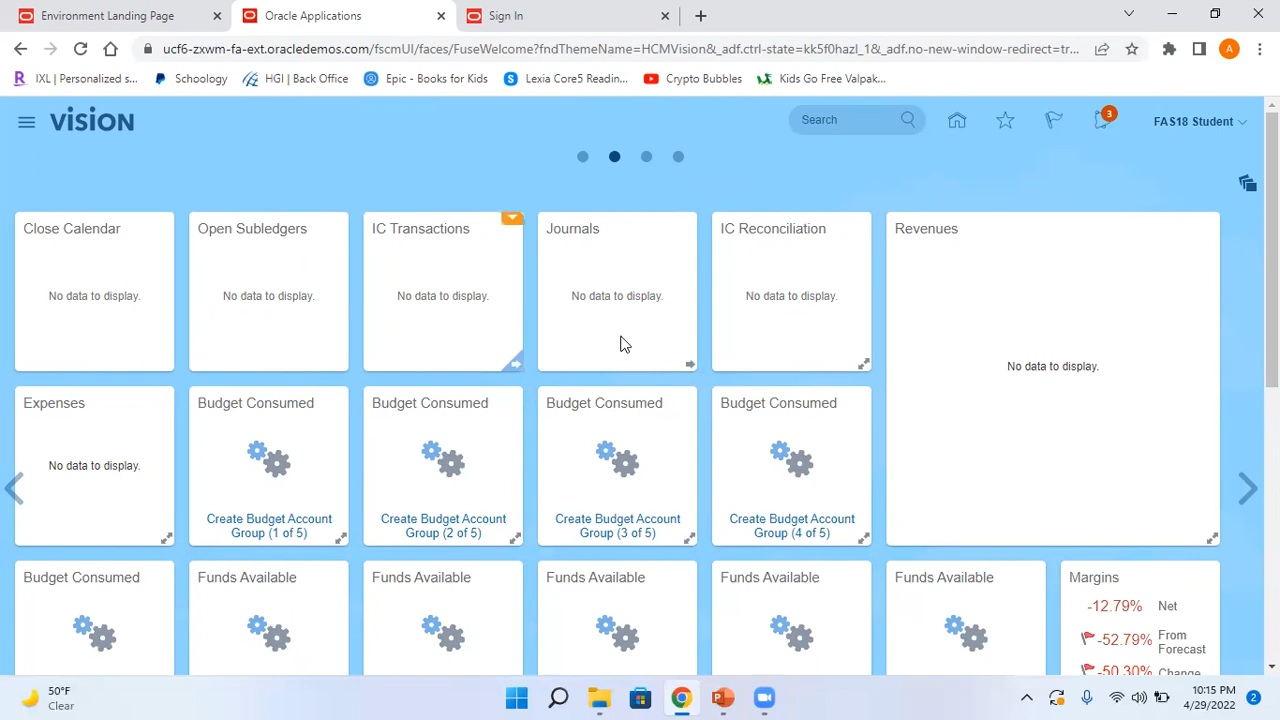 Environment Landing Page
Oracle Applications
Sign In
ucf6-zxwm-fa-ext.oracledemos.com/fscmUI/faces/FuseWelcome?fndThemeName=HCMVision&_adf.ctrl-state=kk5f0hazl_1&_adf.no-new-window-redirect=tr...
A
IXL | Personalized s...
Schoology
HGI | Back Office
Epic - Books for Kids
Lexia Core5 Readin...
Crypto Bubbles
Kids Go Free Valpak...
vision
Search
3
FAS18 Student
Close Calendar
No data to display.
Open Subledgers
No data to display.
IC Transactions
No data to display.
Journals
No data to display.
IC Reconciliation
No data to display.
Revenues
No data to display.
Expenses
No data to display.
Budget Consumed
Create Budget Account
Group (1 of 5)
Budget Consumed
Create Budget Account
Group (2 of 5)
Budget Consumed
Create Budget Account
Group (3 of 5)
Budget Consumed
Create Budget Account
Group (4 of 5)
Budget Consumed
Funds Available
Funds Available
Funds Available
Funds Available
Funds Available
Margins
-12.79% Net
-52.79% From
Forecast
-50.30% Change
50°F
Clear
10:15 PM
4/29/2022
2